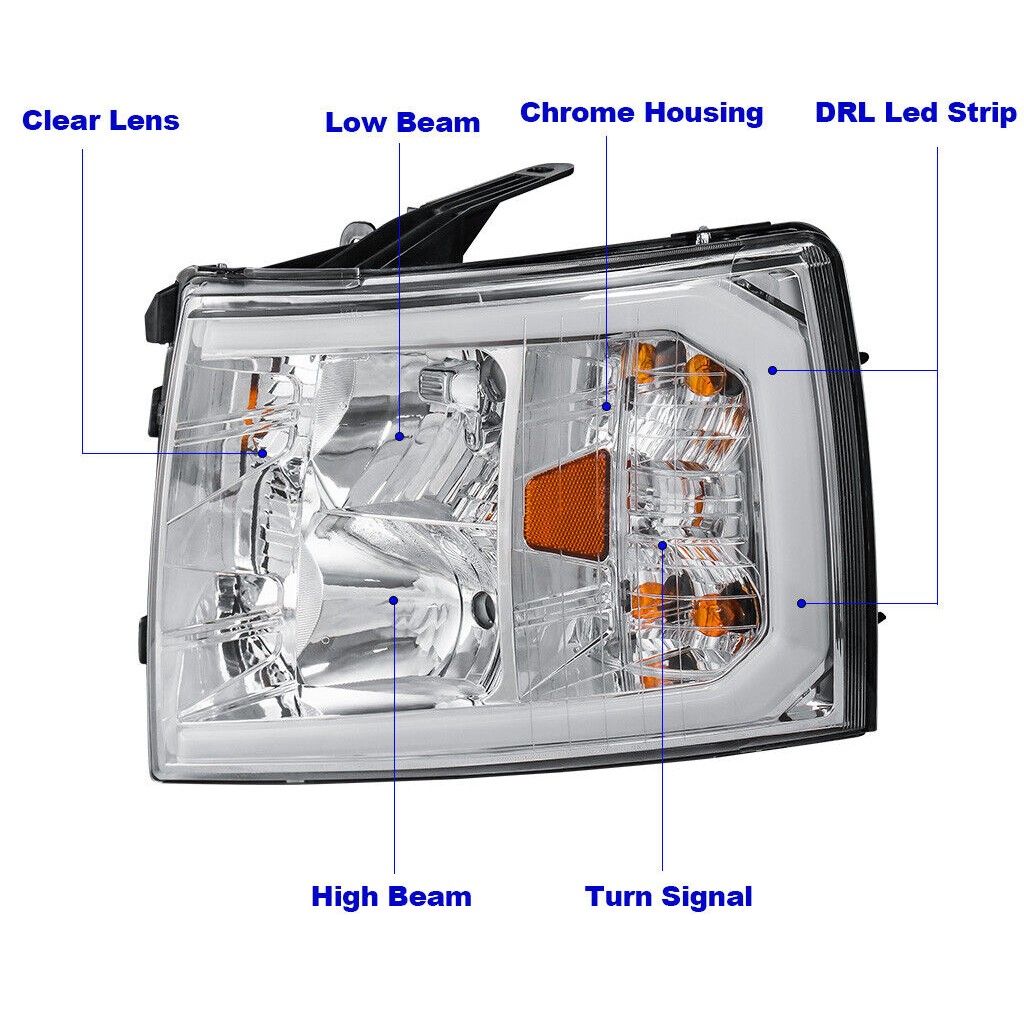 Clear Lens
Low Beam
Chrome Housing
DRL Led Strip
High Beam
Turn Signal